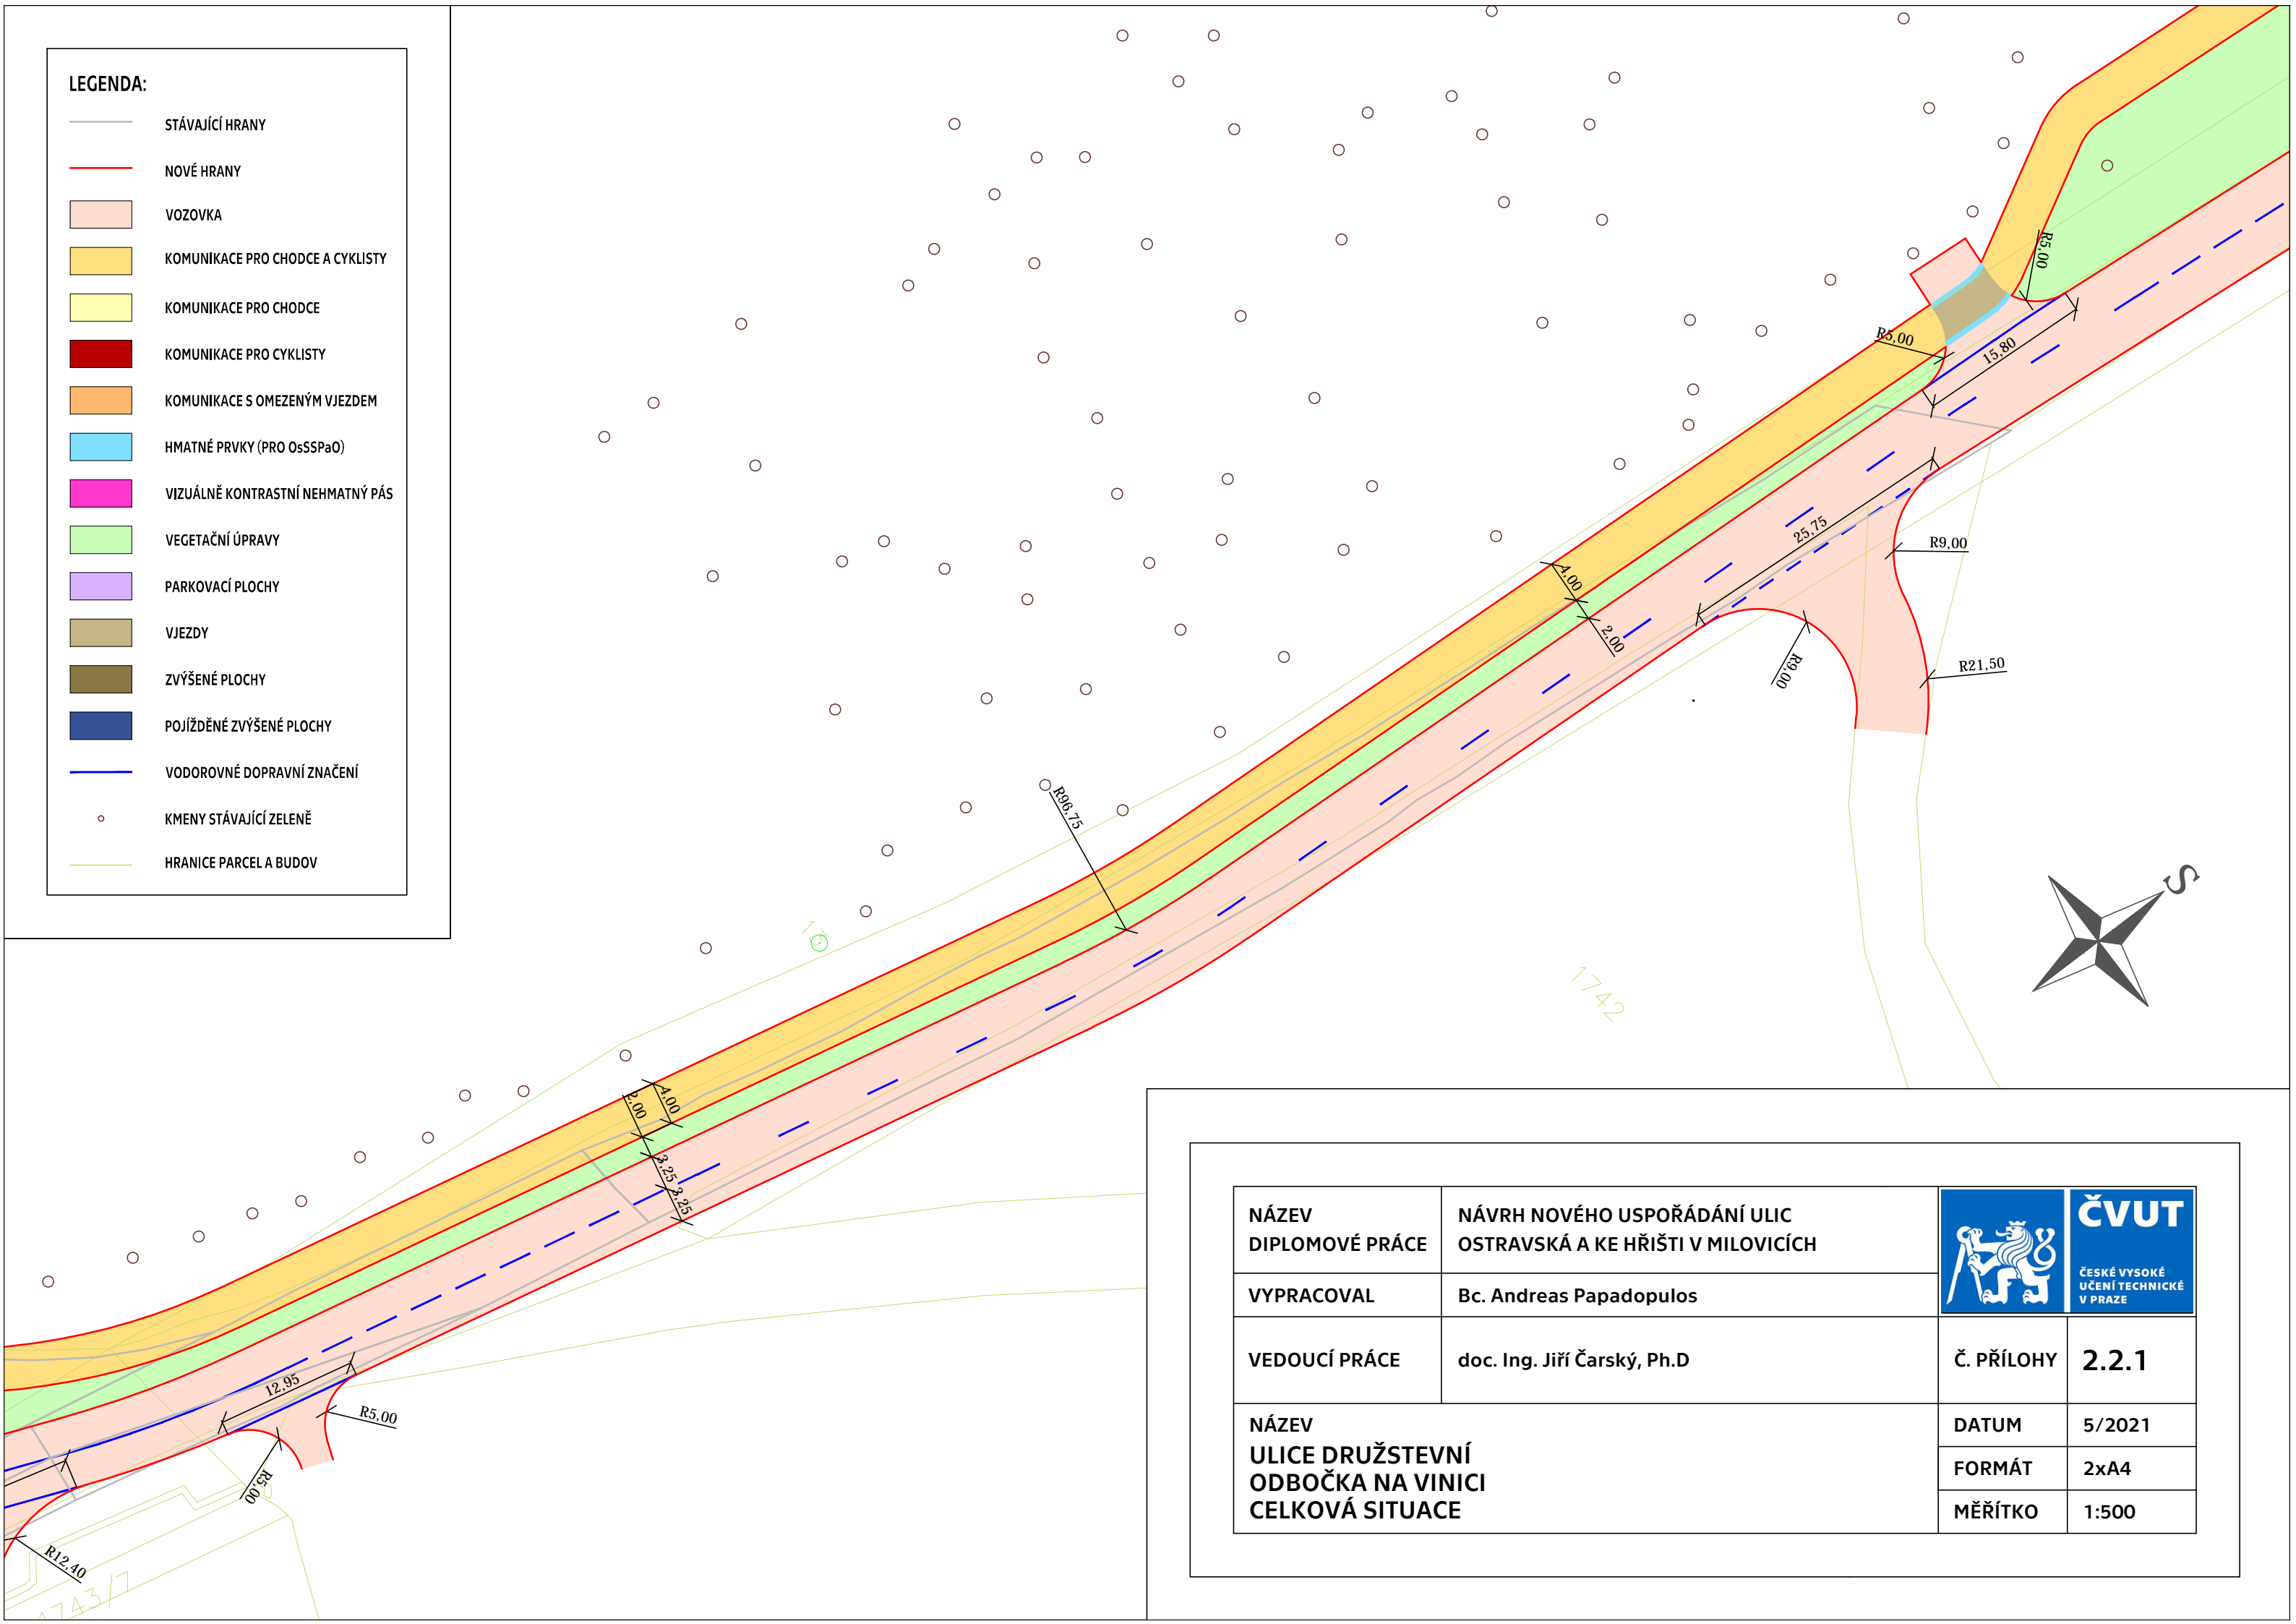 LEGENDA:
STÁVAJÍCÍ HRANY
NOVÉ HRANY
VOZOVKA
KOMUNIKACE PRO CHODCE A CYKLISTY
KOMUNIKACE PRO CHODCE
KOMUNIKACE PRO CYKLISTY
KOMUNIKACE S OMEZENÝM VJEZDEM
HMATNÉ PRVKY (PRO OsSSPaO)
VIZUÁLNĚ KONTRASTNÍ NEHMATNÝ PÁS
VEGETAČNÍ ÚPRAVY
PARKOVACÍ PLOCHY
VJEZDY
ZVÝŠENÉ PLOCHY
POJÍŽDĚNÉ ZVÝŠENÉ PLOCHY
VODOROVNÉ DOPRAVNÍ ZNAČENÍ
KMENY STÁVAJÍCÍ ZELENĚ
HRANICE PARCEL A BUDOV
R5,00
R5,00
15,80
25,75
R9,00
4,00
2,00
R9,00
R21,50
R96,75
S
1742
2,00
4,00
3,25
3,25
12,95
R5,00
R5,00
R12,40
1743/7
NÁZEV
DIPLOMOVÉ PRÁCE
NÁVRH NOVÉHO USPOŘÁDÁNÍ ULIC
OSTRAVSKÁ A KE HŘIŠTI V MILOVICÍCH
ČVUT
ČESKÉ VYSOKÉ
UČENÍ TECHNICKÉ
V PRAZE
VYPRACOVAL
Bc. Andreas Papadopulos
VEDOUCÍ PRÁCE
doc. Ing. Jiří Čarský, Ph.D
Č. PŘÍLOHY
2.2.1
NÁZEV
ULICE DRUŽSTEVNÍ
ODBOČKA NA VINICI
CELKOVÁ SITUACE
DATUM
5/2021
FORMÁT
2xA4
MĚŘÍTKO
1:500